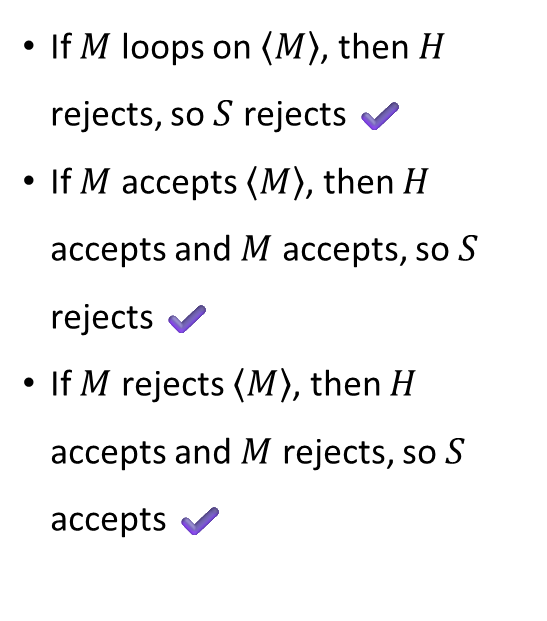 • If M loops on ⟨M⟩, then H
rejects, so S rejects ✔
• If M accepts ⟨M⟩, then H
accepts and M accepts, so S
rejects ✔
• If M rejects ⟨M⟩, then H
accepts and M rejects, so S
accepts ✔